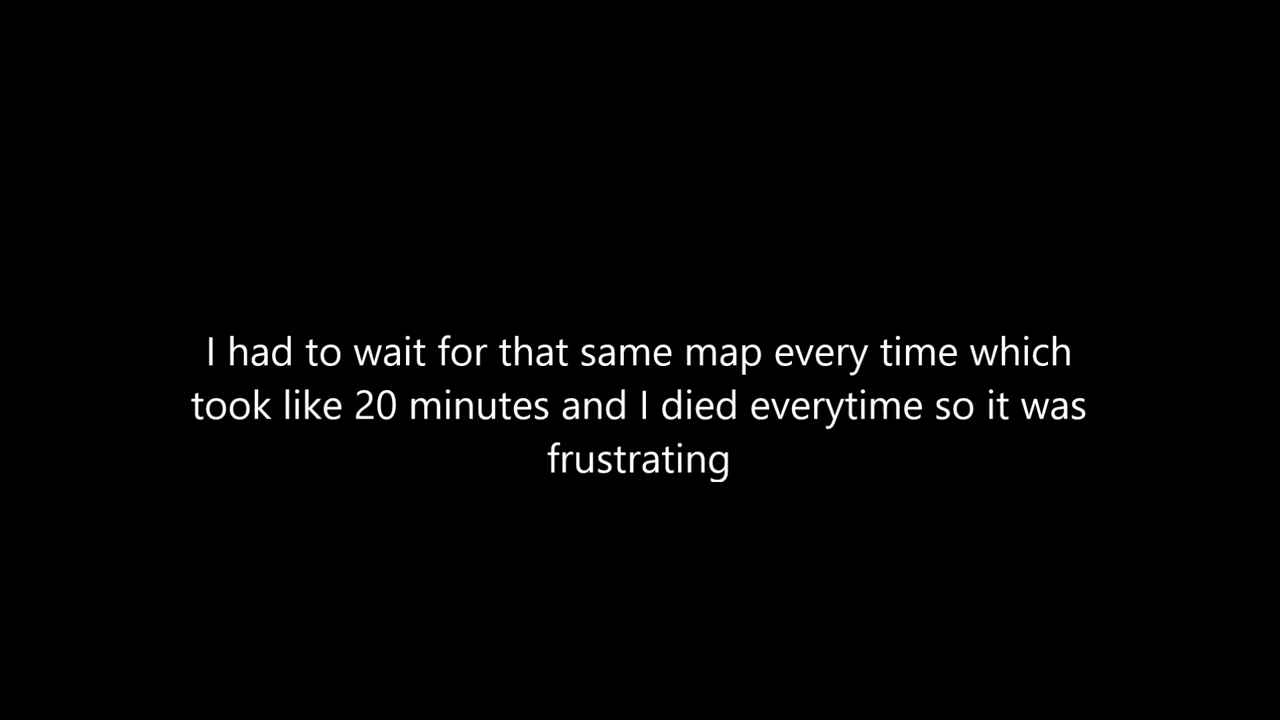 I had to wait for that same map every time which
took like 20 minutes and I died everytime so it was
frustrating